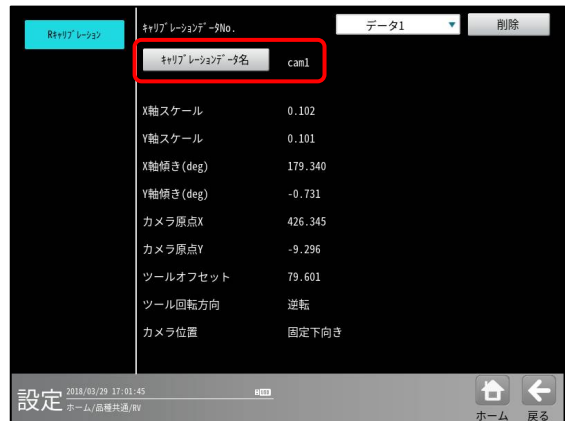 Rｷｬﾘﾌﾞﾚｰｼｮﾝ
ｷｬﾘﾌﾞﾚｰｼｮﾝﾃﾞｰﾀNo.
データ1
削除
ｷｬﾘﾌﾞﾚｰｼｮﾝﾃﾞｰﾀ名
cam1
X軸スケール 0.102
Y軸スケール 0.101
X軸傾き(deg) 179.340
Y軸傾き(deg) -0.731
カメラ原点X 426.345
カメラ原点Y -9.296
ツールオフセット 79.601
ツール回転方向 逆転
カメラ位置 固定下向き
設定
2018/03/29 17:01:45
ホーム/品種共通/RV
ホーム
戻る